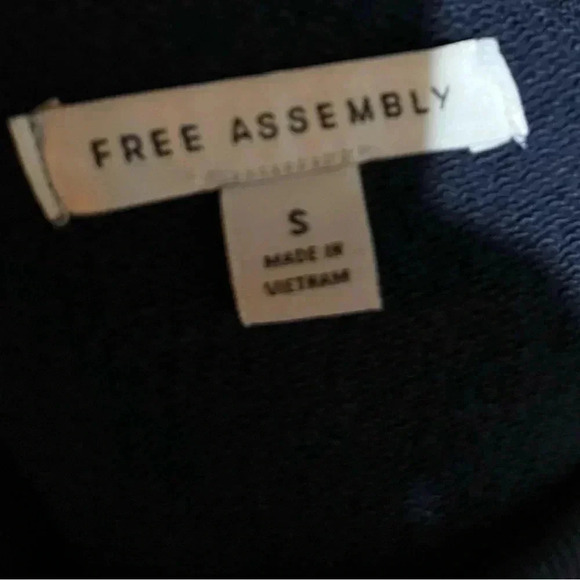 FREE ASSEMBLY
S
MADE IN
VIETNAM